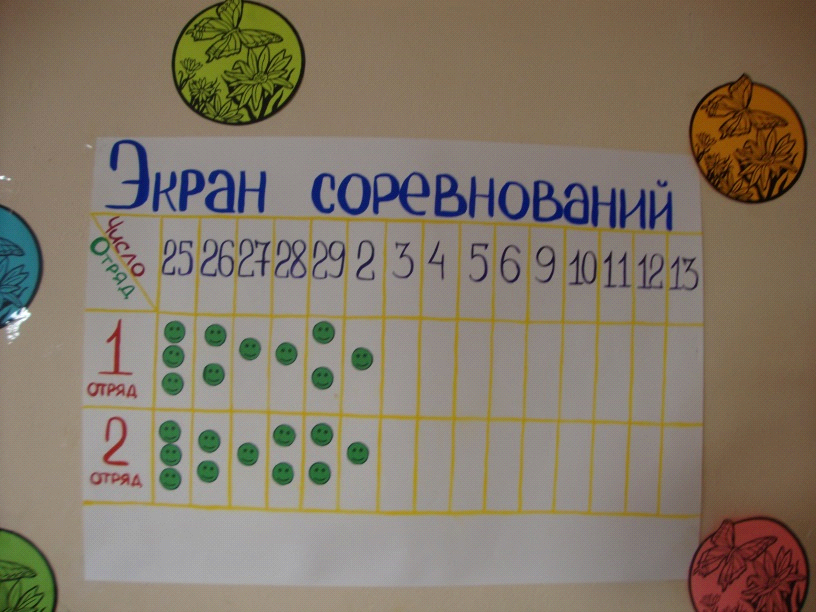 Экран соревнований
Число
Отряд
25 26 27 28 29 2 3 4 5 6 9 10 11 12 13
1
ОТРЯД
2
ОТРЯД